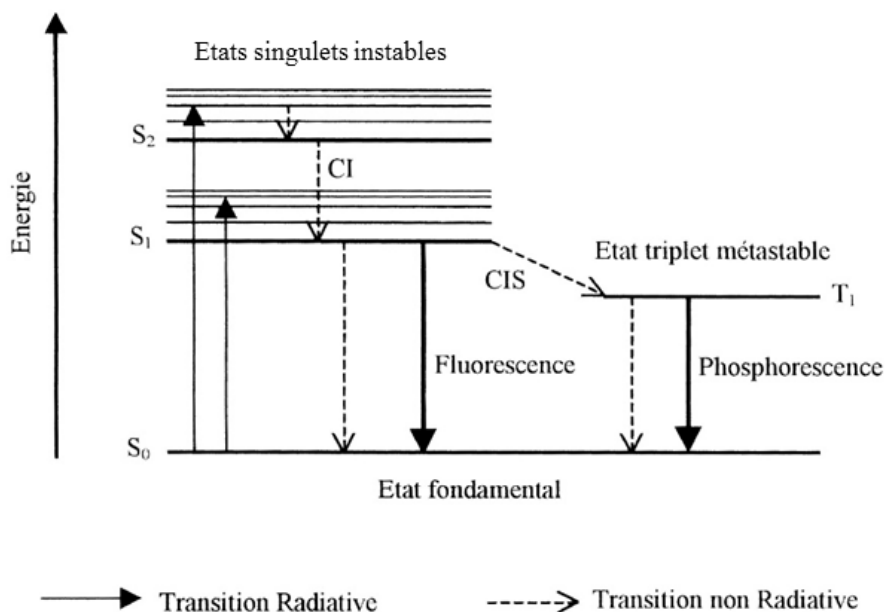 Etats singulets instables
S₂
CI
Energie
S₁
Etat triplet métastable
CIS
T₁
Fluorescence
Phosphorescence
S₀
Etat fondamental
Transition Radiative
Transition non Radiative